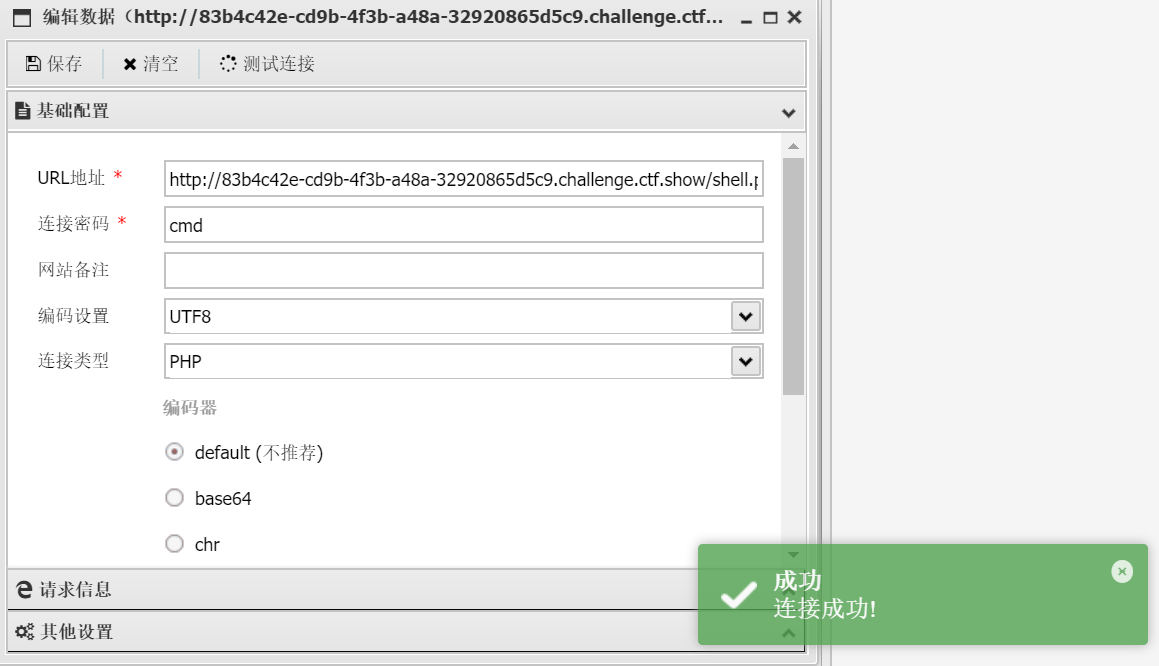 编辑数据（http://83b4c42e-cd9b-4f3b-a48a-32920865d5c9.challenge.ctf...
保存 清空 测试连接
基础配置
URL地址 *
http://83b4c42e-cd9b-4f3b-a48a-32920865d5c9.challenge.ctf.show/shell.p
连接密码 *
cmd
网站备注
编码设置
UTF8
连接类型
PHP
编码器
default (不推荐)
base64
chr
请求信息
其他设置
成功
连接成功!